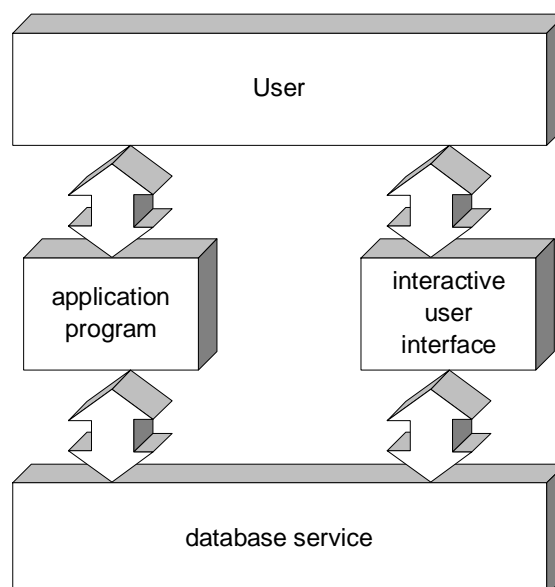 User
application
program
interactive
user
interface
database service